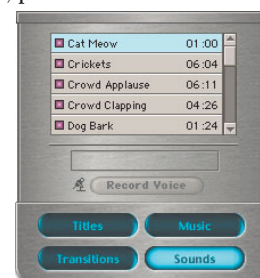 Cat Meow 01:00
Crickets 06:04
Crowd Applause 06:11
Crowd Clapping 04:26
Dog Bark 01:24
Record Voice
Titles Music
Transitions Sounds